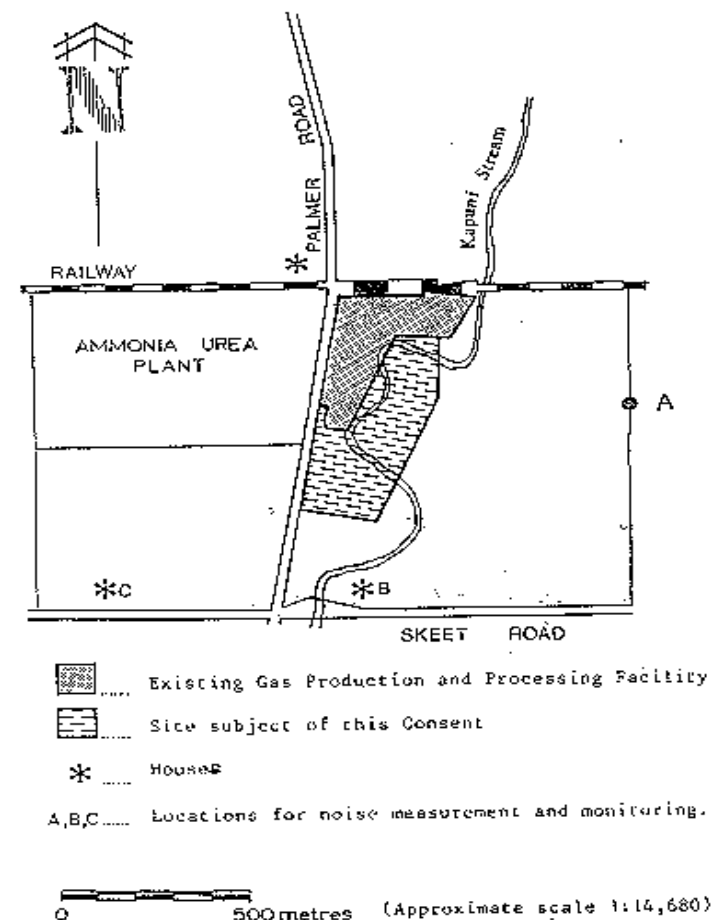 N
PALMER ROAD
Kapuni Stream
RAILWAY
AMMONIA UREA
PLANT
A
C
B
SKEET ROAD
Existing Gas Production and Processing Facility
Site subject of this Consent
Houses
A,B,C...... Locations for noise measurement and monitoring.
0 500 metres (Approximate scale 1:14,680)